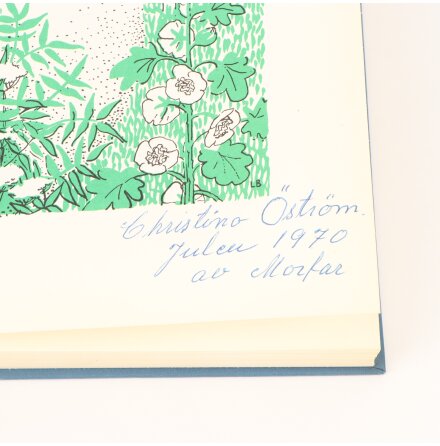 LB
Christina Öström.
Julen 1970
av Morfar